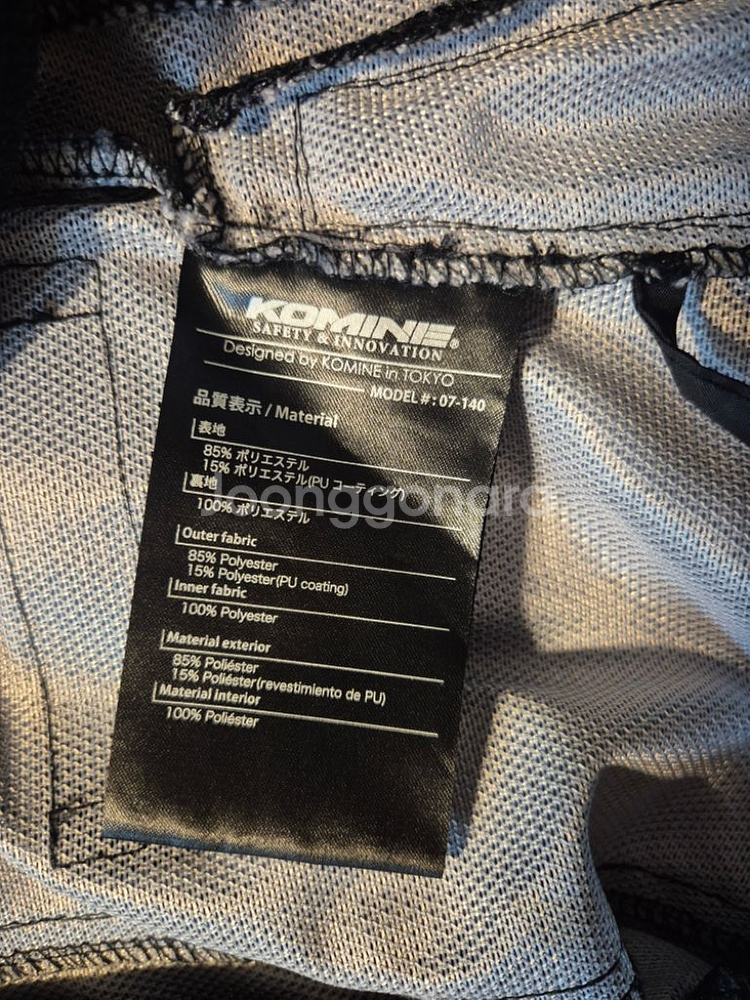 KOMINE®
SAFETY & INNOVATION
Designed by KOMINE in TOKYO
MODEL # : 07-140
品質表示 / Material
表地
85% ポリエステル
15% ポリエステル(PU コーティング)
裏地
100% ポリエステル
joonggonara
Outer fabric
85% Polyester
15% Polyester(PU coating)
Inner fabric
100% Polyester
Material exterior
85% Poliéster
15% Poliéster(revestimiento de PU)
Material interior
100% Poliéster